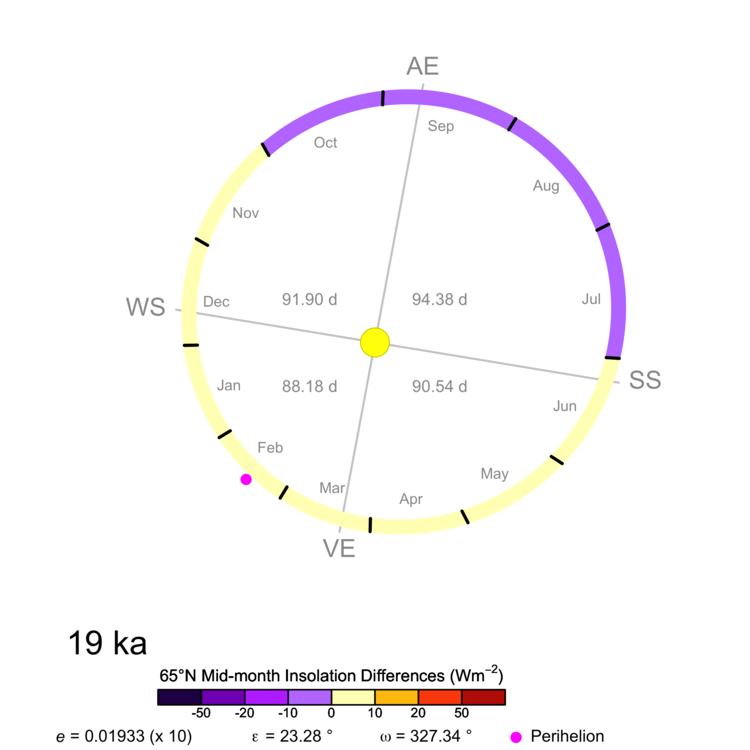 AE
Sep
Oct
Aug
Nov
WS
Dec
91.90 d
94.38 d
Jul
SS
88.18 d
90.54 d
Jan
Jun
Feb
May
Mar
Apr
VE
19 ka
65°N Mid-month Insolation Differences (Wm⁻²)
-50 -20 -10 0 10 20 50
e = 0.01933 (x 10) ε = 23.28 ° ω = 327.34 ° Perihelion